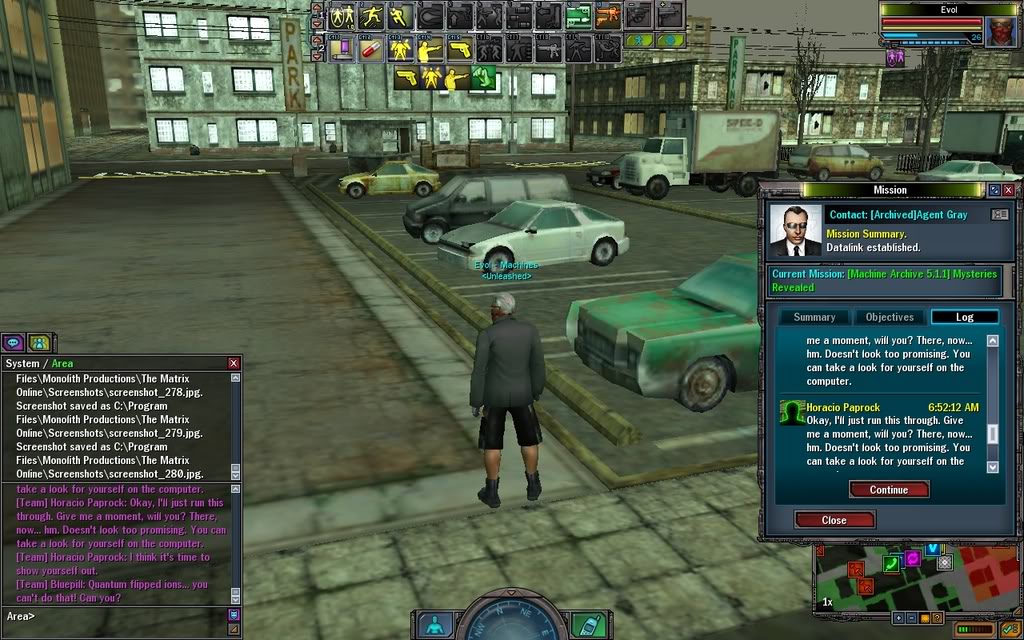 PARK
PARKING
SPEE-D
Evol
26
Evol - Machines
<Unleashed>
Mission
Contact: [Archived]Agent Gray
Mission Summary.
Datalink established.
Current Mission: [Machine Archive 5.1.1] Mysteries
Revealed
Summary
Objectives
Log
me a moment, will you? There, now...
hm. Doesn't look too promising. You
can take a look for yourself on the
computer.
Horacio Paprock 6:52:12 AM
Okay, I'll just run this through. Give
me a moment, will you? There, now...
hm. Doesn't look too promising. You
can take a look for yourself on the
Continue
Close
System / Area
Files\Monolith Productions\The Matrix
Online\Screenshots\screenshot_278.jpg.
Screenshot saved as C:\Program
Files\Monolith Productions\The Matrix
Online\Screenshots\screenshot_279.jpg.
Screenshot saved as C:\Program
Files\Monolith Productions\The Matrix
Online\Screenshots\screenshot_280.jpg.
take a look for yourself on the computer.
[Team] Horacio Paprock: Okay, I'll just run this
through. Give me a moment, will you? There,
now... hm. Doesn't look too promising. You can
take a look for yourself on the computer.
[Team] Horacio Paprock: I think it's time to
show yourself out.
[Team] Bluepill: Quantum flipped ions... you
can't do that! Can you?
Area>
NW N NE E
1x